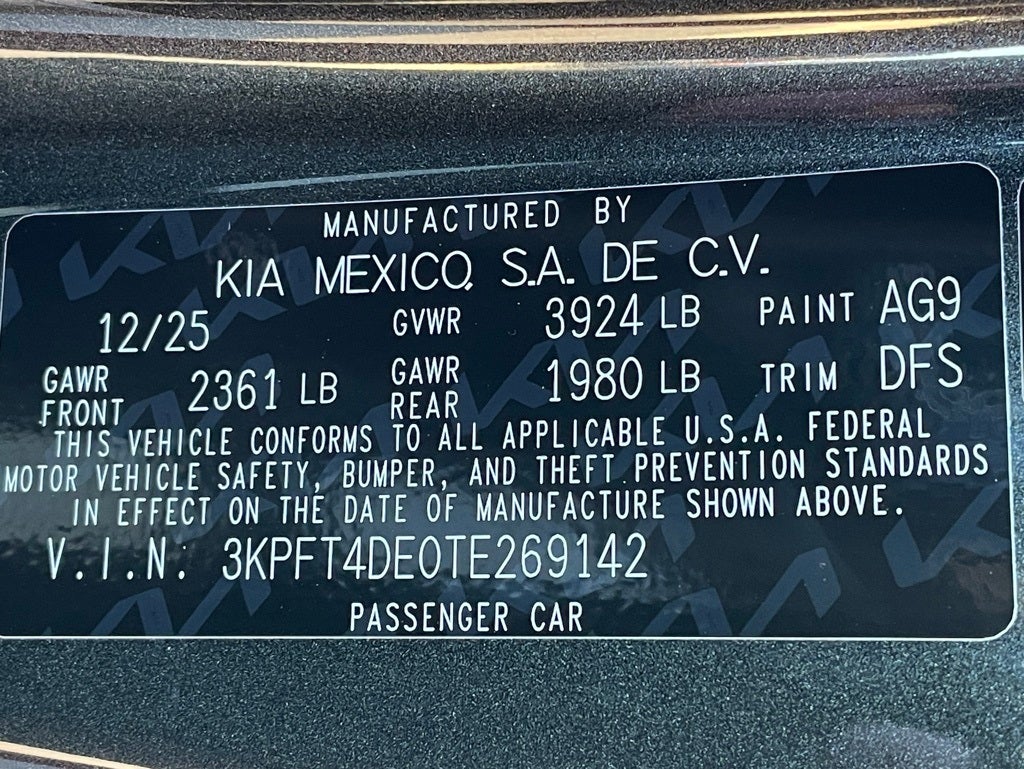 MANUFACTURED BY
KIA MEXICO, S.A. DE C.V.
12/25 GVWR 3924 LB PAINT AG9
GAWR FRONT 2361 LB GAWR REAR 1980 LB TRIM DFS
THIS VEHICLE CONFORMS TO ALL APPLICABLE U.S.A. FEDERAL
MOTOR VEHICLE SAFETY, BUMPER, AND THEFT PREVENTION STANDARDS
IN EFFECT ON THE DATE OF MANUFACTURE SHOWN ABOVE.
V.I.N: 3KPFT4DE0TE269142
PASSENGER CAR